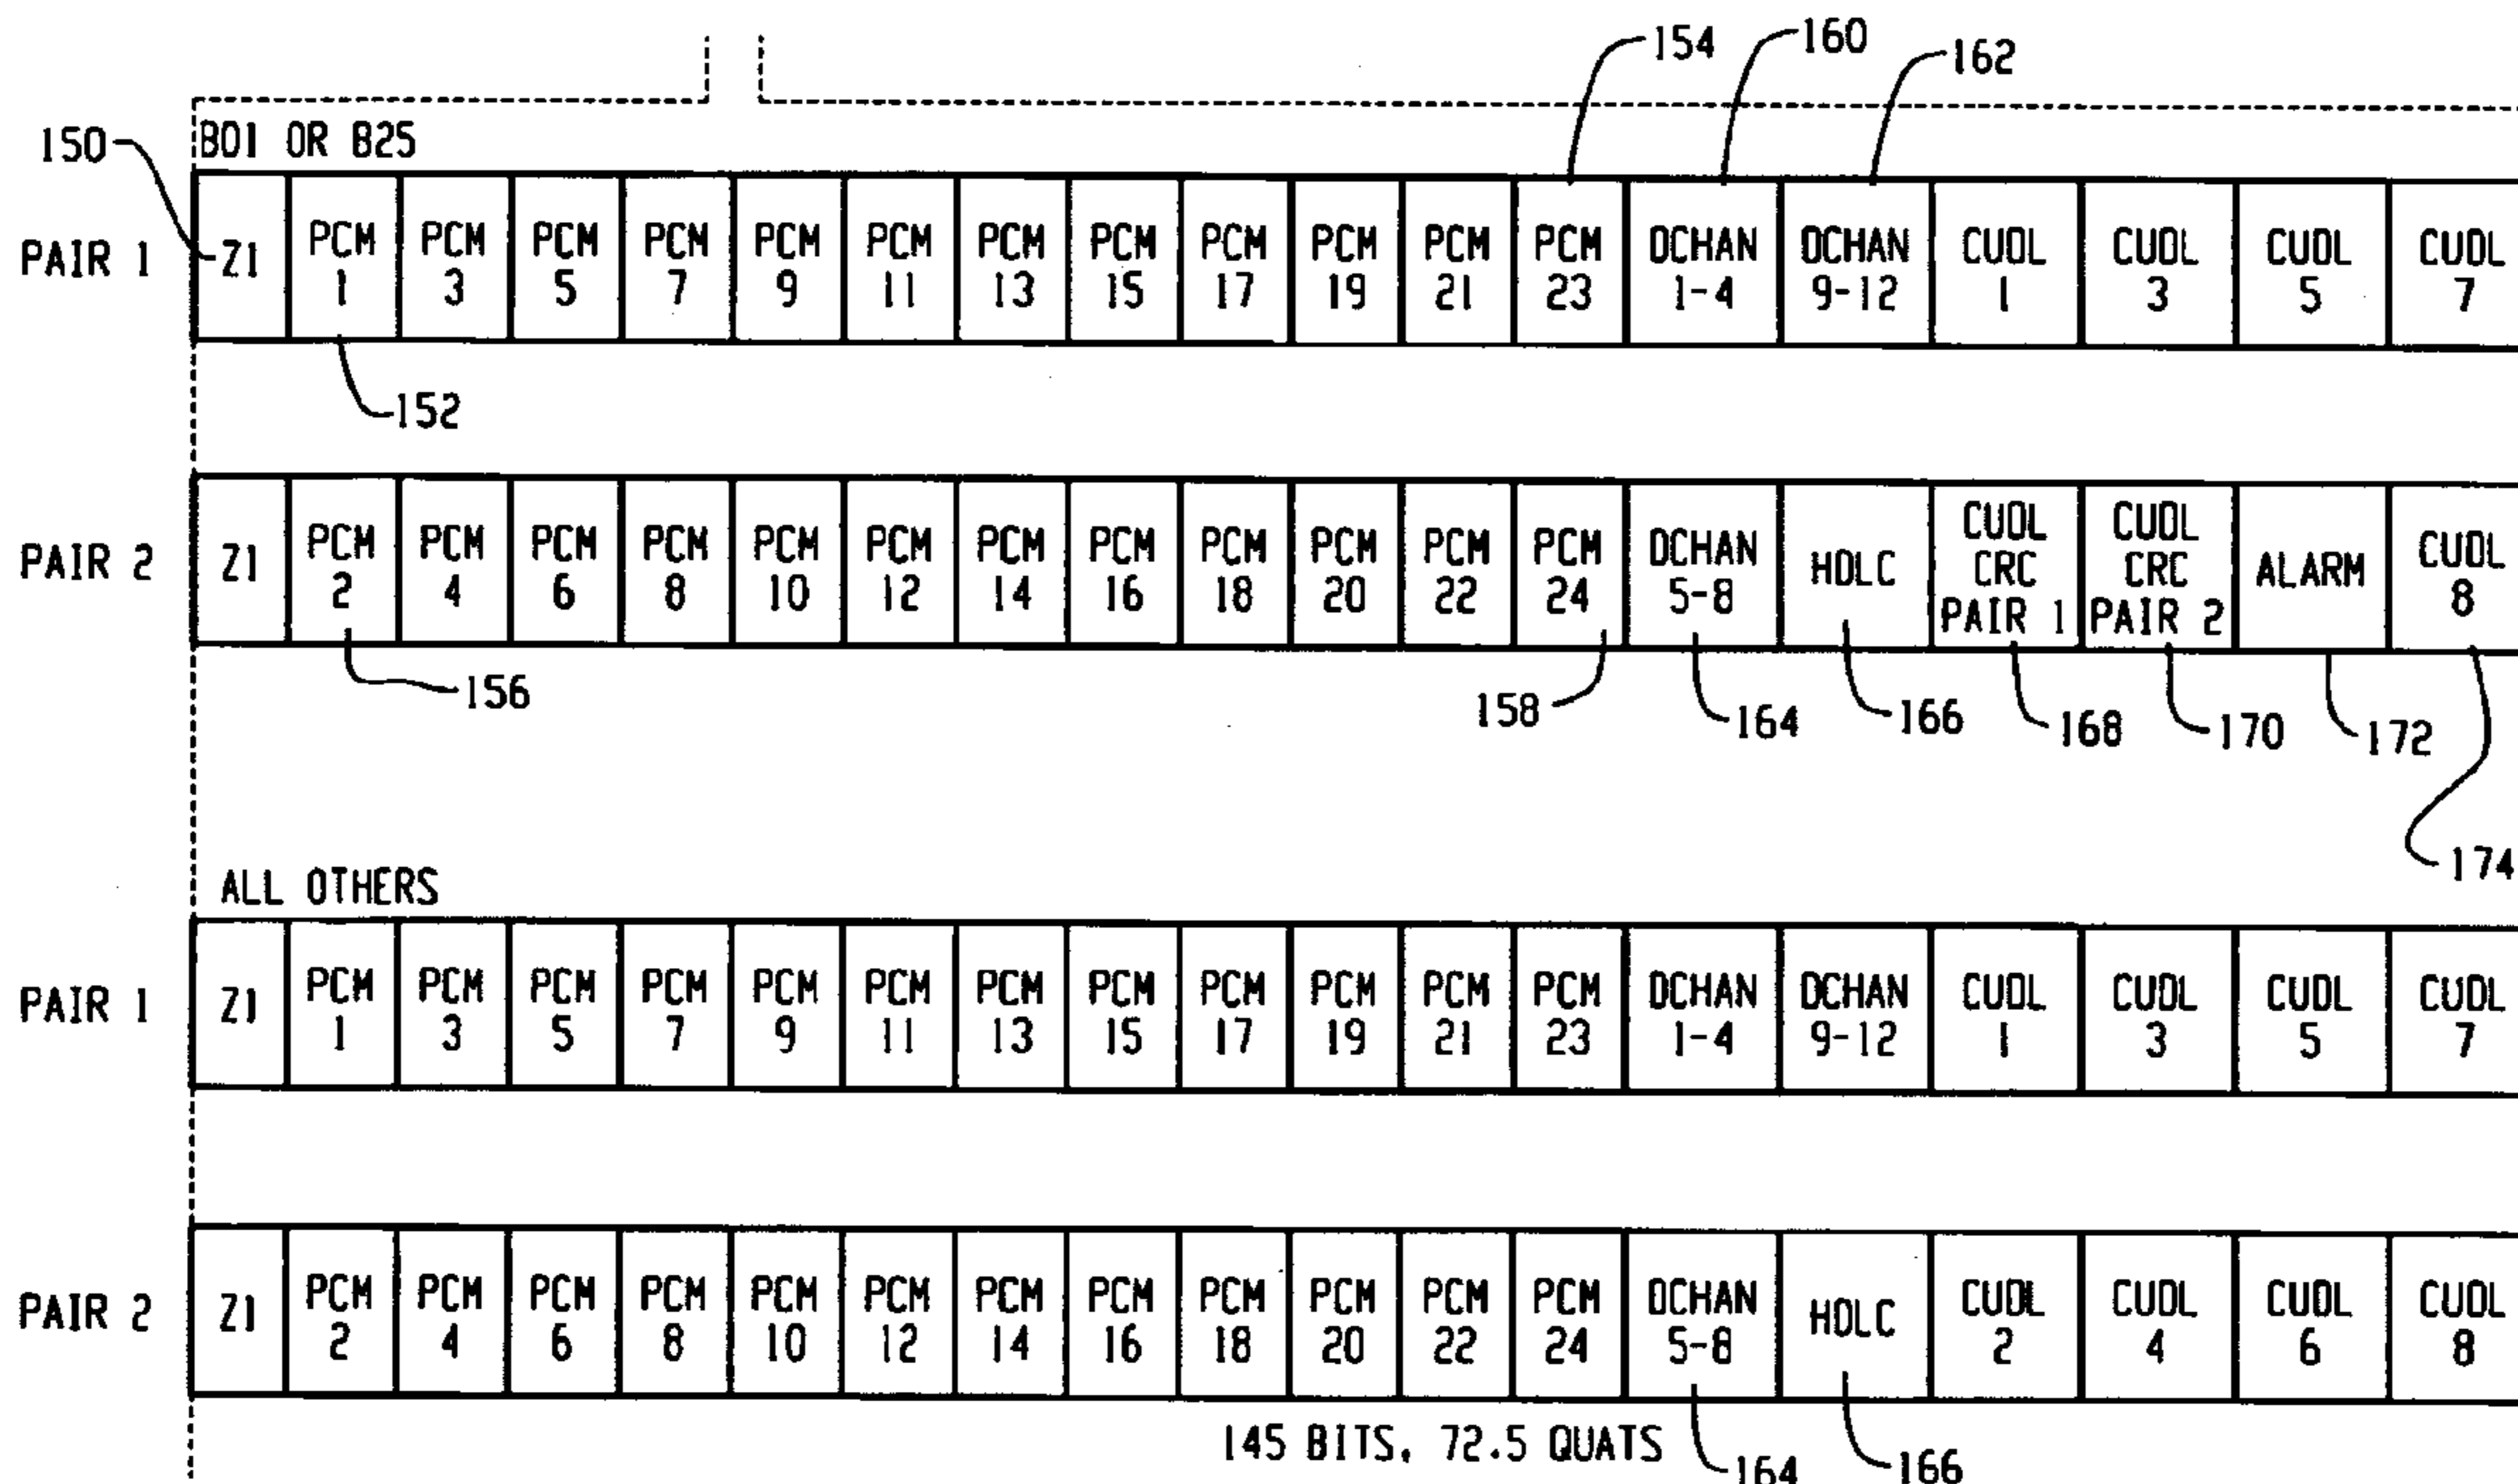 154 160 162
150 B01 OR B25
PAIR 1 Z1 PCM 1 PCM 3 PCM 5 PCM 7 PCM 9 PCM 11 PCM 13 PCM 15 PCM 17 PCM 19 PCM 21 PCM 23 DCHAN 1-4 DCHAN 9-12 CUDL 1 CUDL 3 CUDL 5 CUDL 7
152
PAIR 2 Z1 PCM 2 PCM 4 PCM 6 PCM 8 PCM 10 PCM 12 PCM 14 PCM 16 PCM 18 PCM 20 PCM 22 PCM 24 DCHAN 5-8 HDLC CUDL CRC PAIR 1 CUDL CRC PAIR 2 ALARM CUDL 8
156 158 164 166 168 170 172
174
ALL OTHERS
PAIR 1 Z1 PCM 1 PCM 3 PCM 5 PCM 7 PCM 9 PCM 11 PCM 13 PCM 15 PCM 17 PCM 19 PCM 21 PCM 23 DCHAN 1-4 DCHAN 9-12 CUDL 1 CUDL 3 CUDL 5 CUDL 7
PAIR 2 Z1 PCM 2 PCM 4 PCM 6 PCM 8 PCM 10 PCM 12 PCM 14 PCM 16 PCM 18 PCM 20 PCM 22 PCM 24 DCHAN 5-8 HDLC CUDL 2 CUDL 4 CUDL 6 CUDL 8
145 BITS, 72.5 QUATS
164 166